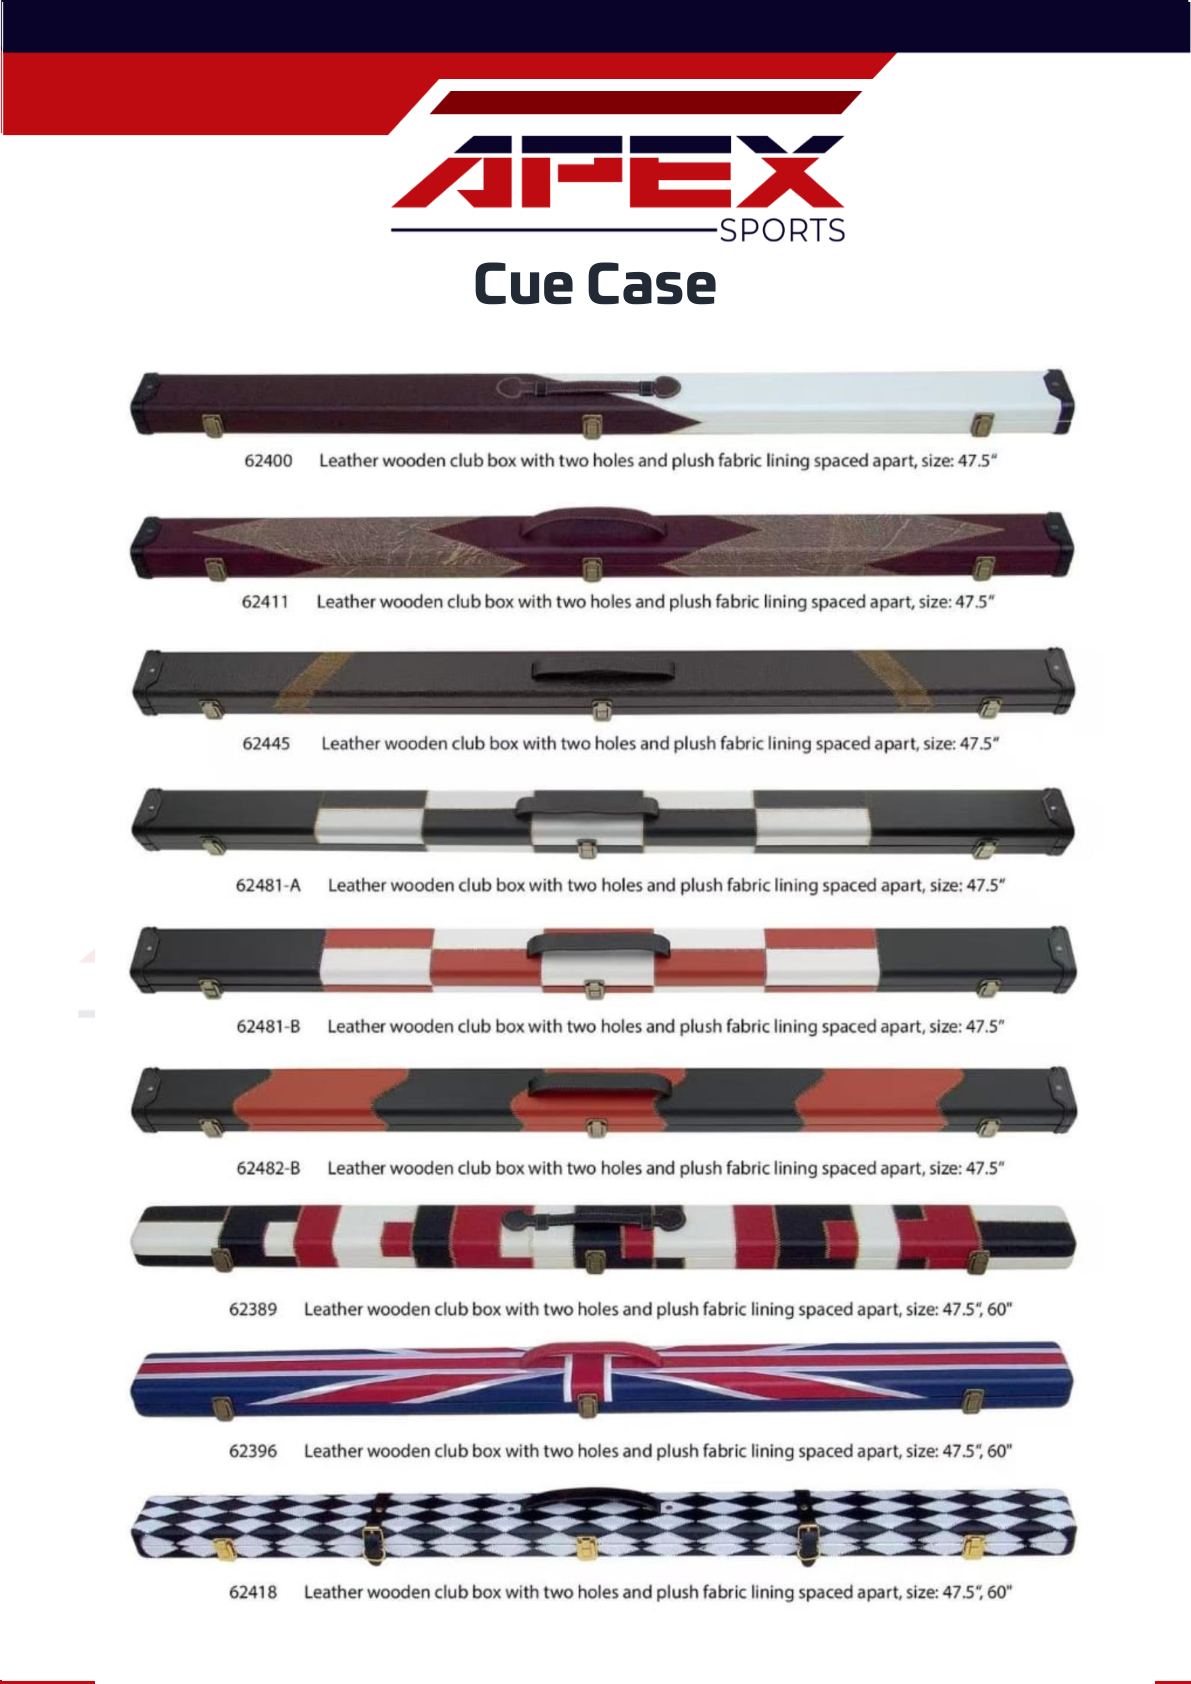 APEX
SPORTS
Cue Case
62400 Leather wooden club box with two holes and plush fabric lining spaced apart, size: 47.5“
62411 Leather wooden club box with two holes and plush fabric lining spaced apart, size: 47.5“
62445 Leather wooden club box with two holes and plush fabric lining spaced apart, size: 47.5“
62481-A Leather wooden club box with two holes and plush fabric lining spaced apart, size: 47.5“
62481-B Leather wooden club box with two holes and plush fabric lining spaced apart, size: 47.5“
62482-B Leather wooden club box with two holes and plush fabric lining spaced apart, size: 47.5“
62389 Leather wooden club box with two holes and plush fabric lining spaced apart, size: 47.5“, 60"
62396 Leather wooden club box with two holes and plush fabric lining spaced apart, size: 47.5“, 60"
62418 Leather wooden club box with two holes and plush fabric lining spaced apart, size: 47.5“, 60"